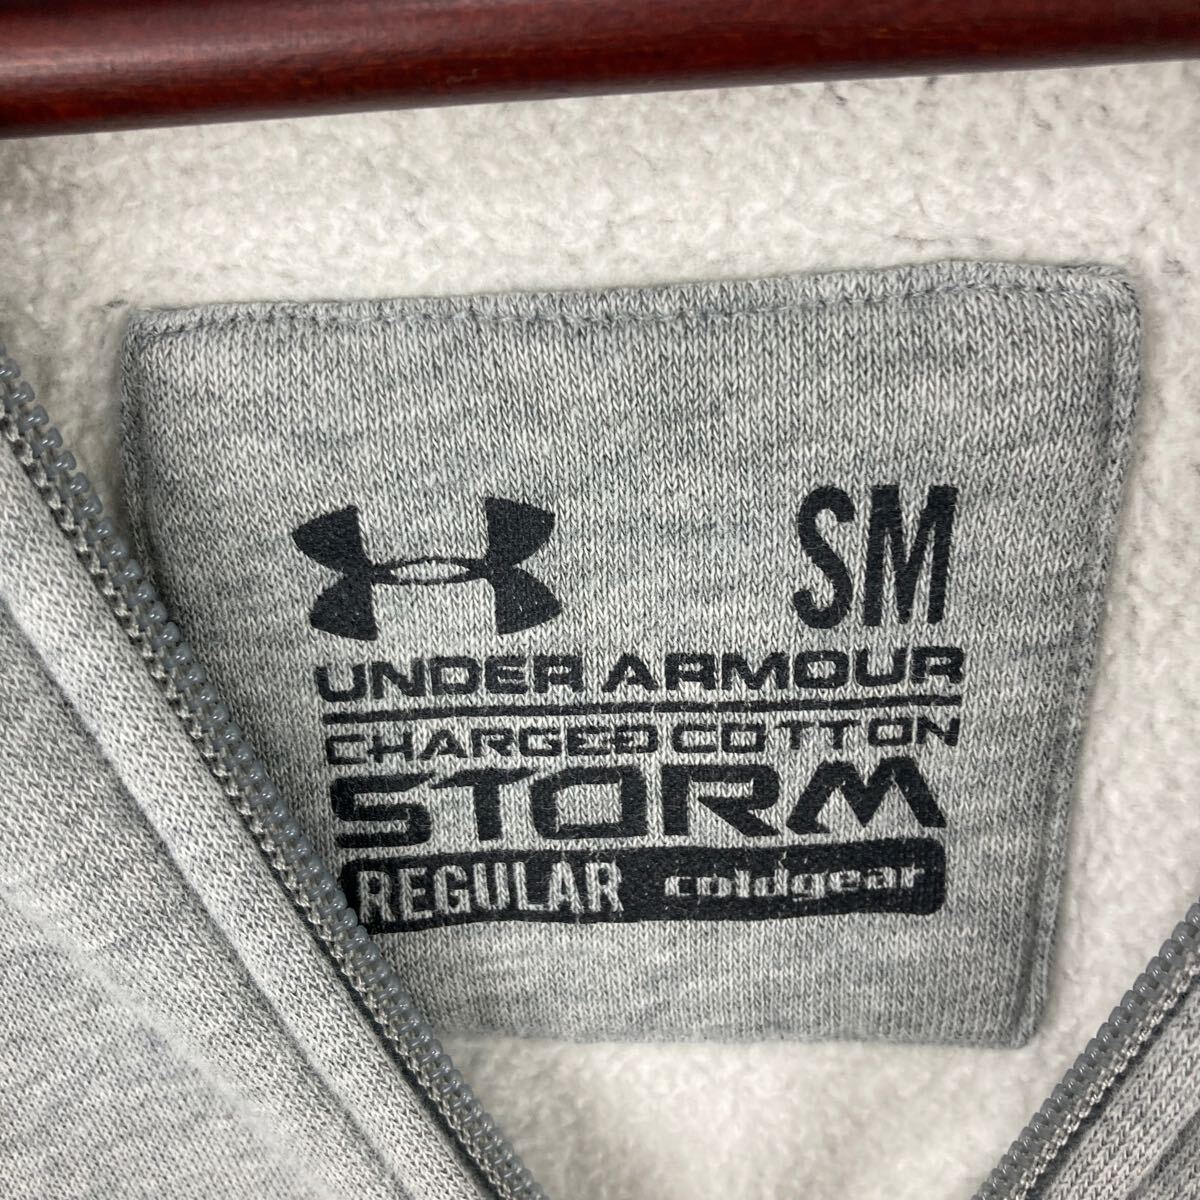 SM
UNDER ARMOUR
CHARGED COTTON
STORM
REGULAR coldgear